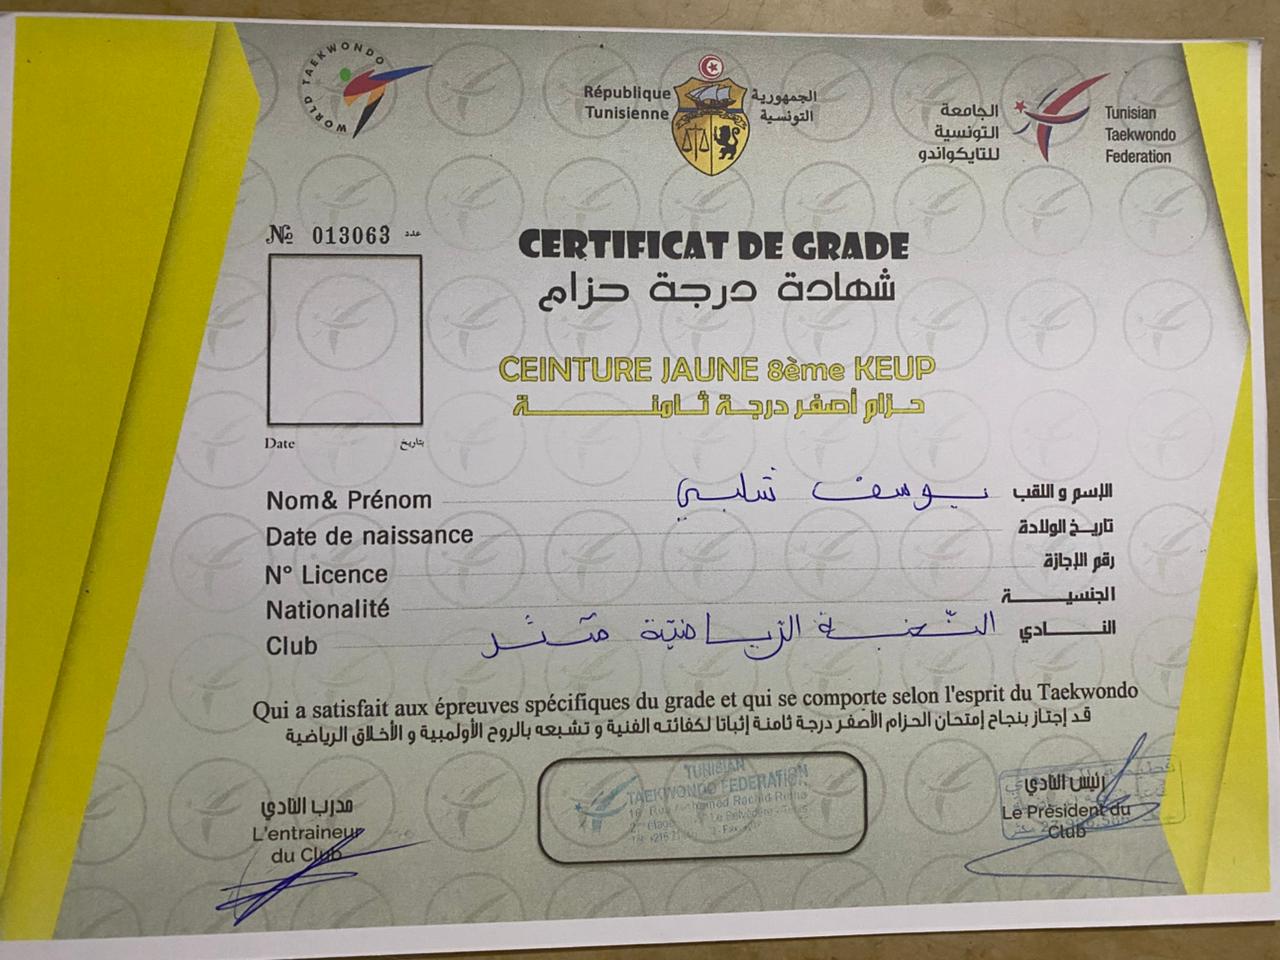 WORLD TAEKWONDO
République الجمهورية
Tunisienne التونسية
الجامعة Tunisian
التونسية Taekwondo
للتايكواندو Federation
№ 013063 عدد
CERTIFICAT DE GRADE
شهادة درجة حزام
CEINTURE JAUNE 8ème KEUP
حزام أصفر درجة ثامنة
Date بتاريخ
Nom& Prénom يوسف شلبي الإسم و اللقب
Date de naissance تاريخ الولادة
N° Licence رقم الإجازة
Nationalité الجنسية
Club الرياضية النادي
Qui a satisfait aux épreuves spécifiques du grade et qui se comporte selon l'esprit du Taekwondo
قد إجتاز بنجاح إمتحان الحزام الأصفر درجة ثامنة إثباتا لكفائته الفنية و تشبعه بالروح الأولمبية و الأخلاق الرياضية
مدرب النادي
L'entraineur
du Club
TUNISIAN
TAEKWONDO FEDERATION
رئيس النادي
Le Président du
Club